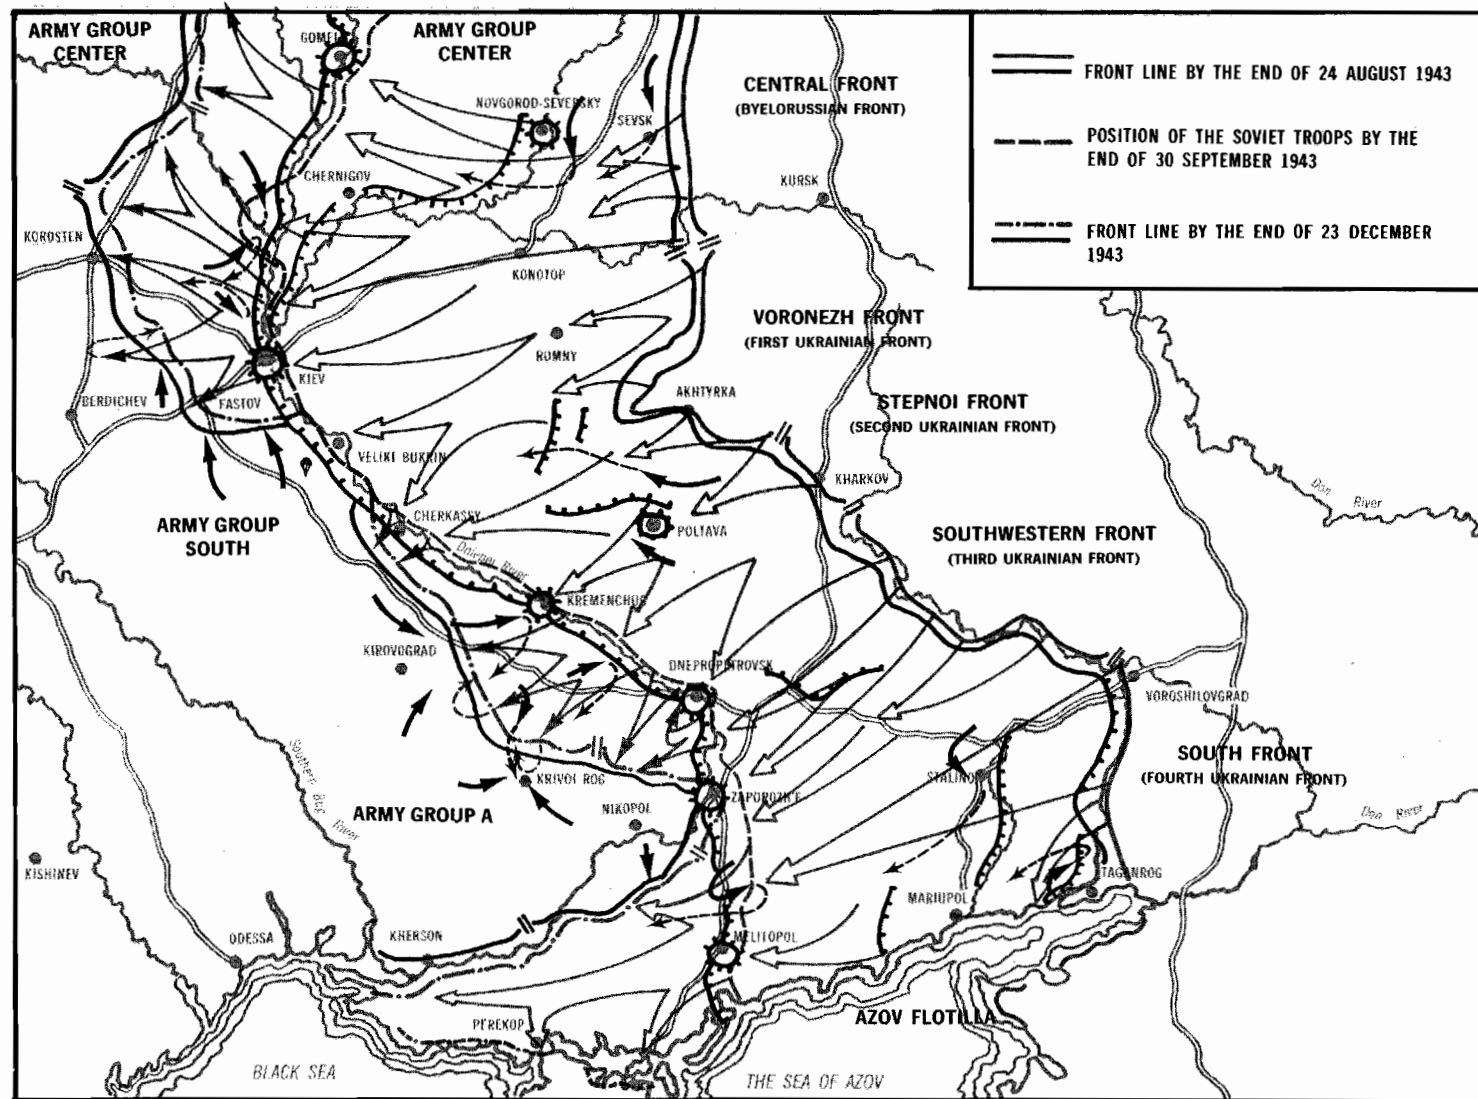 ARMY GROUP
CENTER
GOMEL
ARMY GROUP
CENTER
FRONT LINE BY THE END OF 24 AUGUST 1943
POSITION OF THE SOVIET TROOPS BY THE
END OF 30 SEPTEMBER 1943
FRONT LINE BY THE END OF 23 DECEMBER
1943
CENTRAL FRONT
(BYELORUSSIAN FRONT)
NOVGOROD-SEVERSKY
SEVSK
CHERNIGOV
KURSK
KOROSTEN
KONOTOP
VORONEZH FRONT
(FIRST UKRAINIAN FRONT)
ROMNY
KIEV
BERDICHEV
FASTOV
AKHTYRKA
STEPNOI FRONT
(SECOND UKRAINIAN FRONT)
VELIKI BUKRIN
KHARKOV
Don River
ARMY GROUP
SOUTH
CHERKASSY
POLTAVA
SOUTHWESTERN FRONT
(THIRD UKRAINIAN FRONT)
Dnieper River
KREMENCHUG
KIROVOGRAD
DNEPROPETROVSK
VOROSHILOVGRAD
Southern Bug River
SOUTH FRONT
(FOURTH UKRAINIAN FRONT)
KRIVOI ROG
STALINO
ZAPOROZH'E
ARMY GROUP A
NIKOPOL
Don River
KISHINEV
TAGANROG
MARIUPOL
ODESSA
KHERSON
MELITOPOL
PEREKOP
AZOV FLOTILLA
BLACK SEA
THE SEA OF AZOV